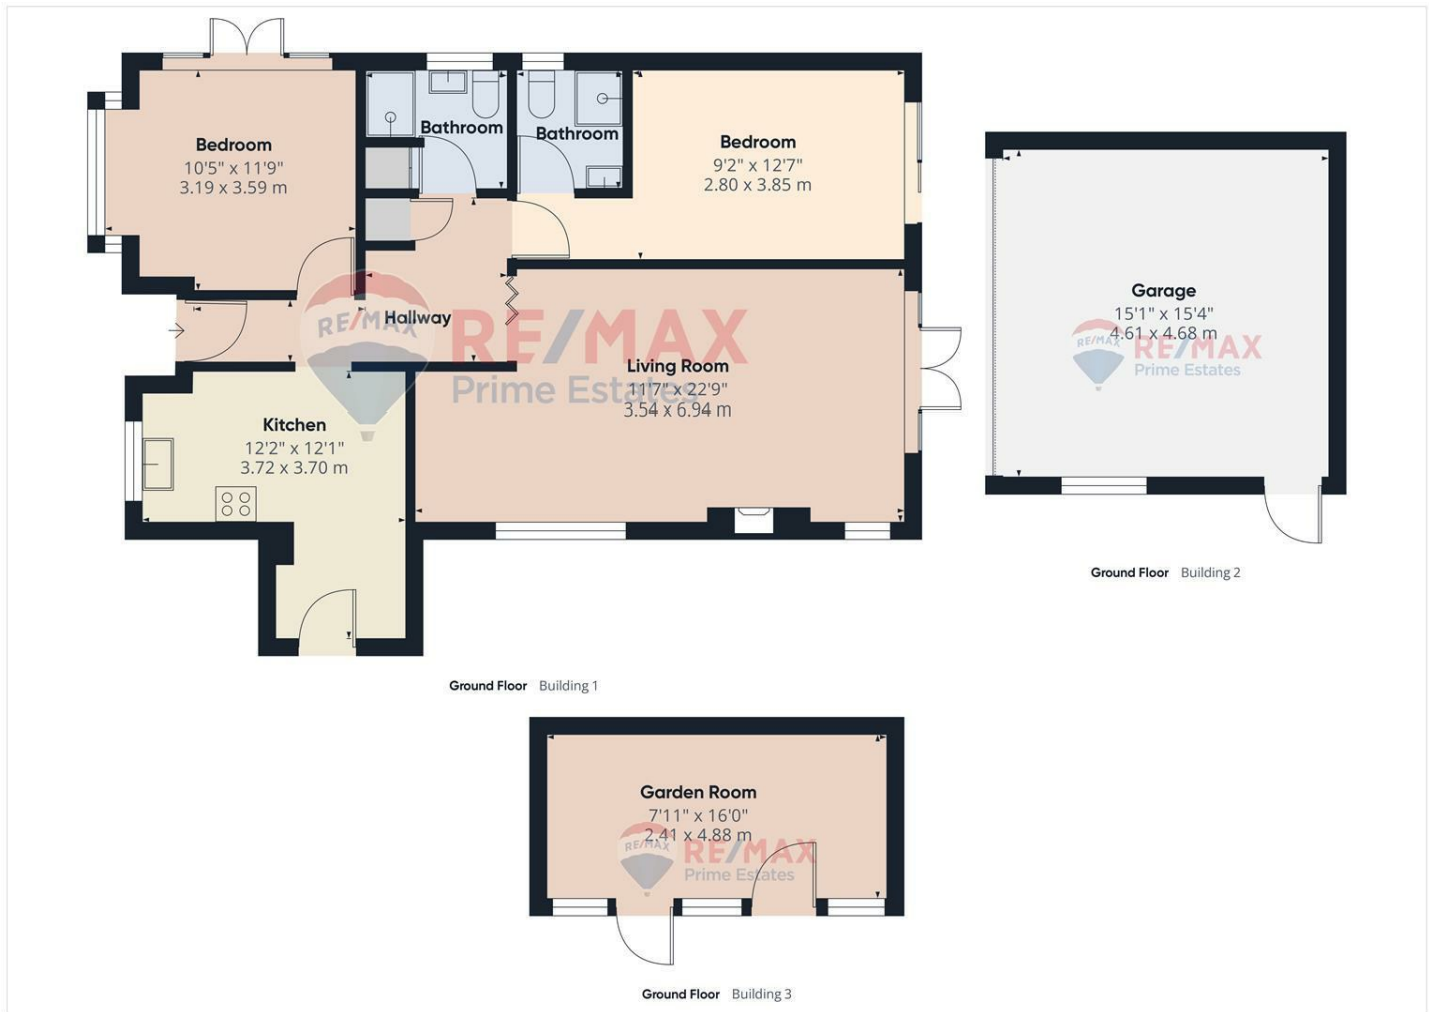 Bedroom
10'5" x 11'9"
3.19 x 3.59 m
Bathroom
Bathroom
Bedroom
9'2" x 12'7"
2.80 x 3.85 m
Hallway
RE/MAX
RE/MAX
Prime Estates
Living Room
11'7" x 22'9"
3.54 x 6.94 m
Kitchen
12'2" x 12'1"
3.72 x 3.70 m
Ground Floor Building 1
Garage
15'1" x 15'4"
4.61 x 4.68 m
RE/MAX
RE/MAX
Prime Estates
Ground Floor Building 2
Garden Room
7'11" x 16'0"
2.41 x 4.88 m
RE/MAX
RE/MAX
Prime Estates
Ground Floor Building 3